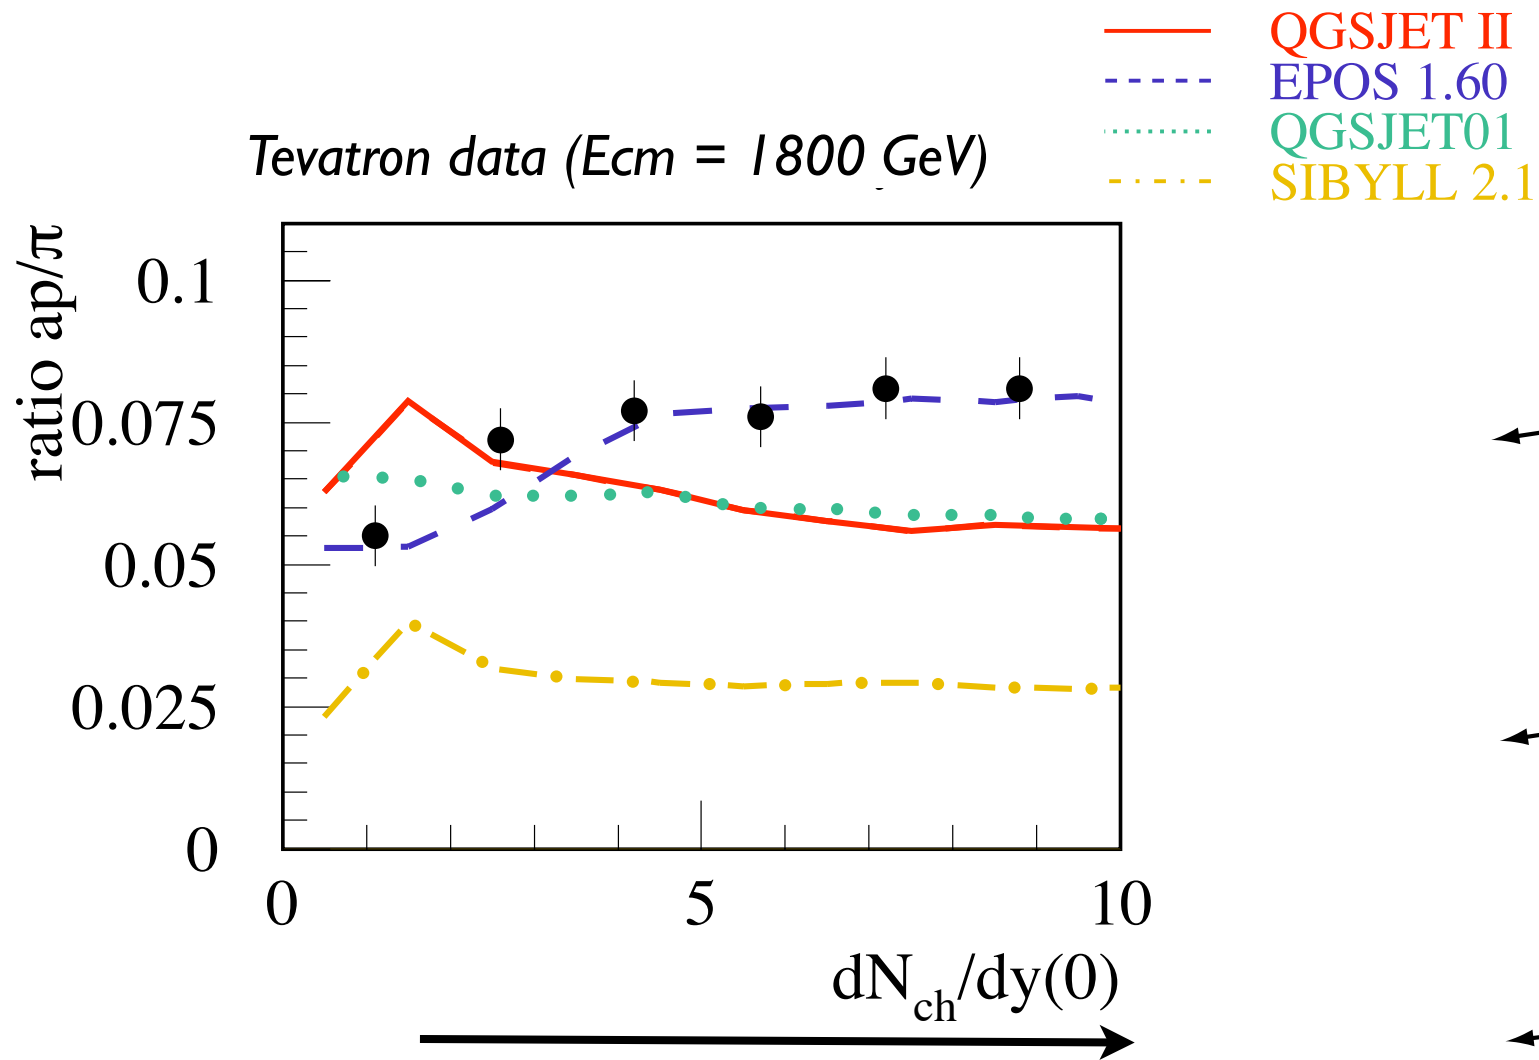 QGSJET II
EPOS 1.60
QGSJET01
SIBYLL 2.1
Tevatron data (Ecm = 1800 GeV)
ratio ap/π
0.1
0.075
0.05
0.025
0
0 5 10
dNch/dy(0)